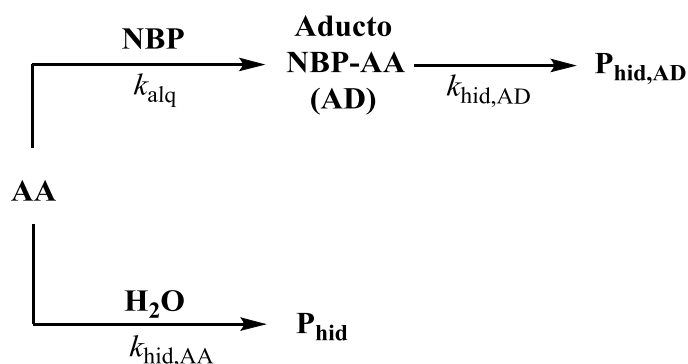 NBP
k_alq
Aducto
NBP-AA
(AD)
k_hid,AD
P_hid,AD
AA
H₂O
k_hid,AA
P_hid